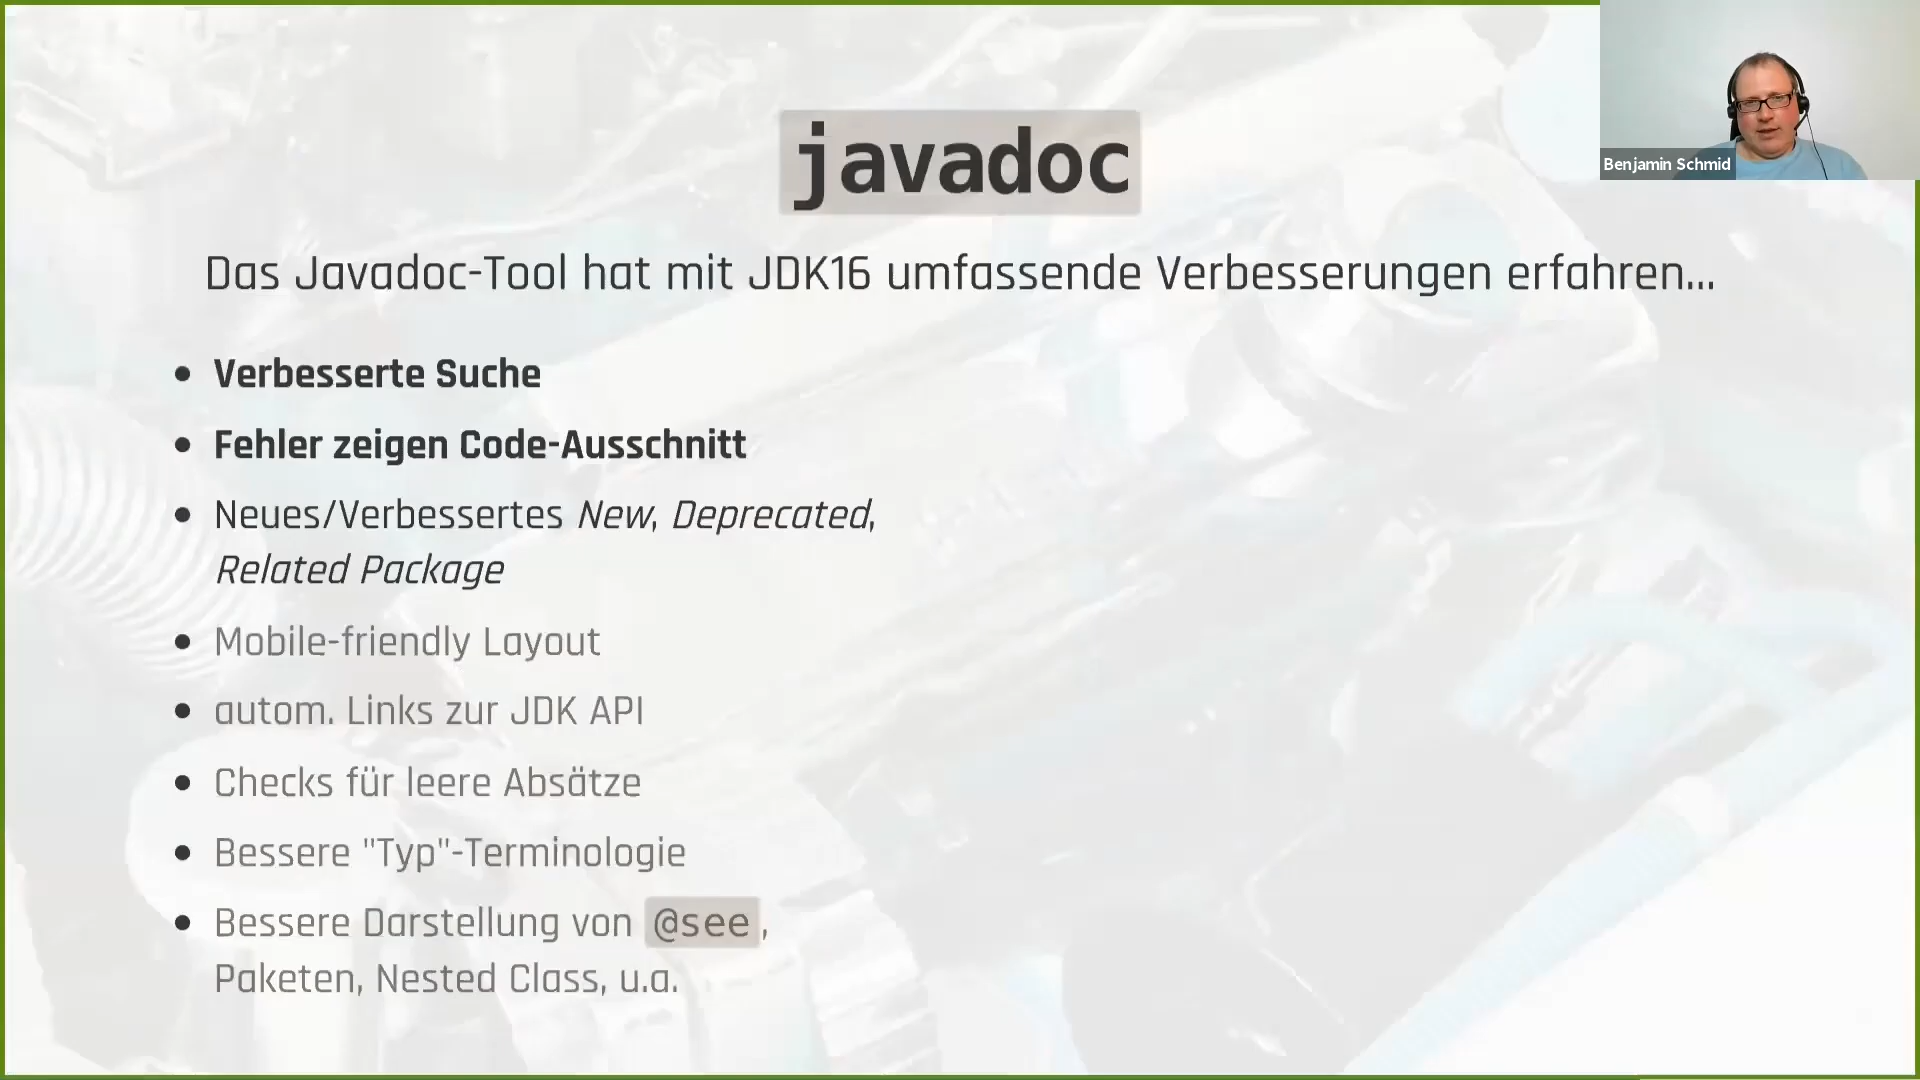 javadoc
Benjamin Schmid
Das Javadoc-Tool hat mit JDK16 umfassende Verbesserungen erfahren...
• Verbesserte Suche
• Fehler zeigen Code-Ausschnitt
• Neues/Verbessertes New, Deprecated,
Related Package
• Mobile-friendly Layout
• autom. Links zur JDK API
• Checks für leere Absätze
• Bessere "Typ"-Terminologie
• Bessere Darstellung von @see,
Paketen, Nested Class, u.a.